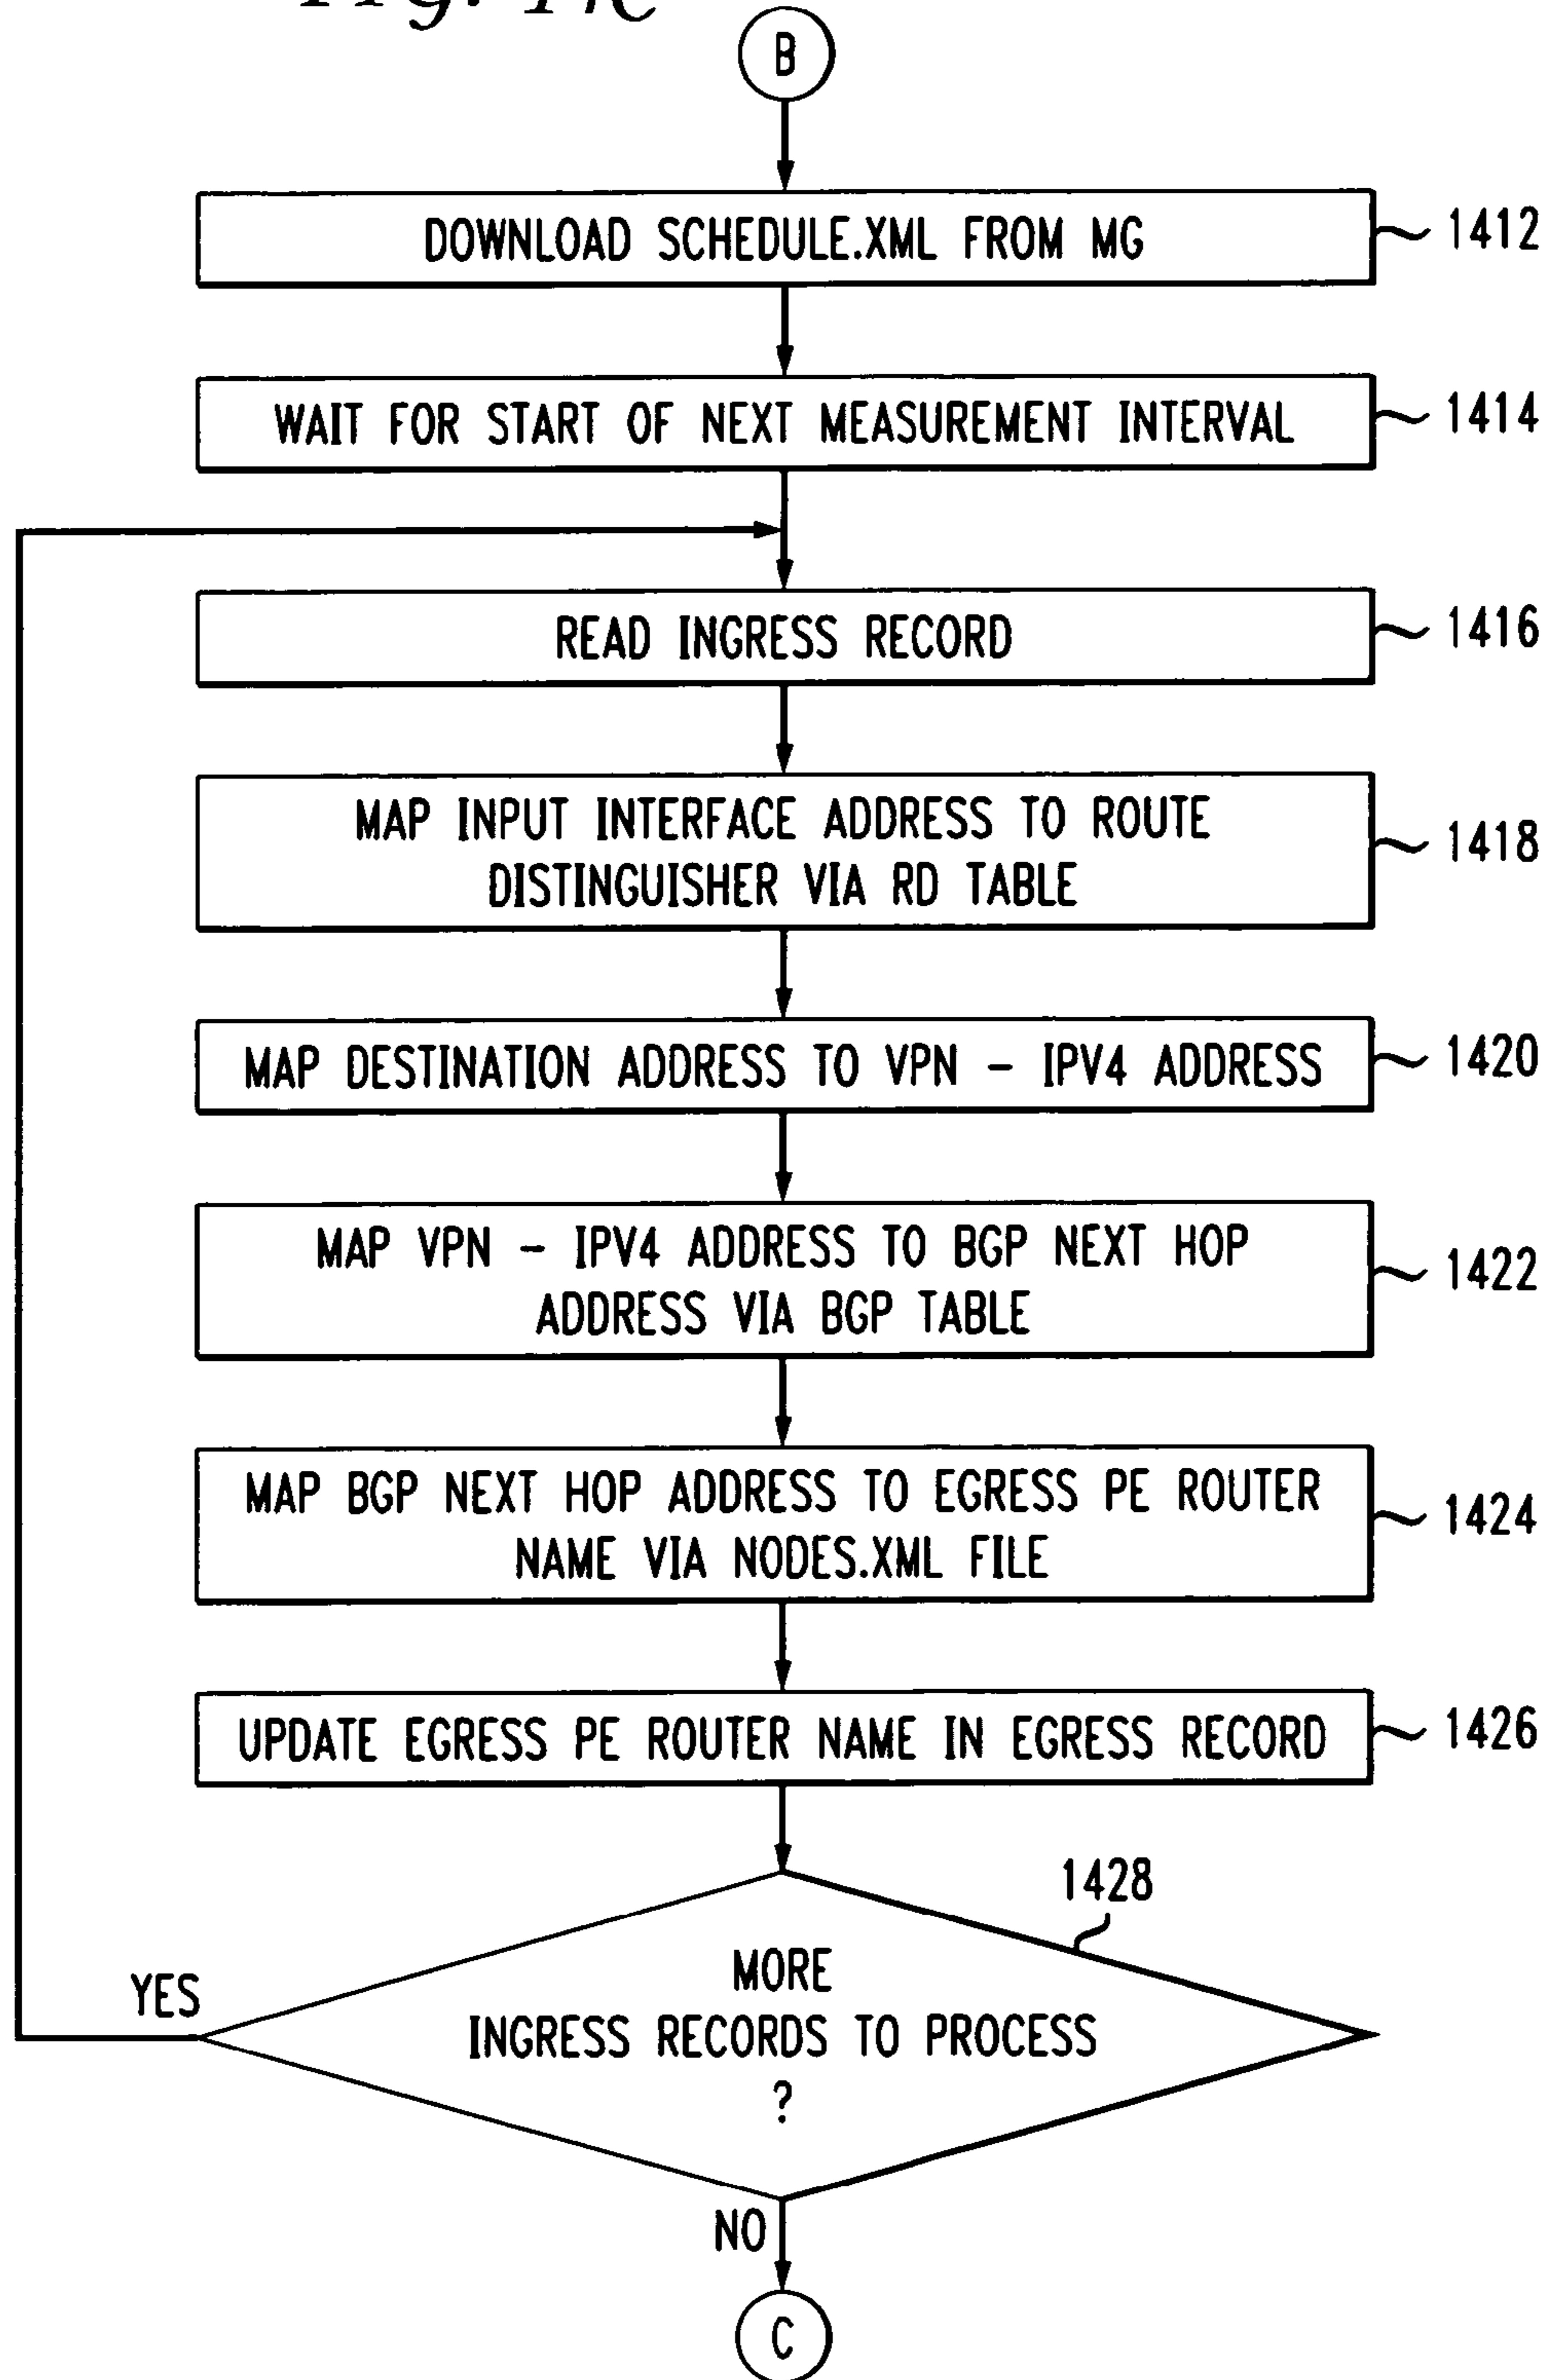 B
DOWNLOAD SCHEDULE.XML FROM MG
1412
WAIT FOR START OF NEXT MEASUREMENT INTERVAL
1414
READ INGRESS RECORD
1416
MAP INPUT INTERFACE ADDRESS TO ROUTE
DISTINGUISHER VIA RD TABLE
1418
MAP DESTINATION ADDRESS TO VPN - IPV4 ADDRESS
1420
MAP VPN - IPV4 ADDRESS TO BGP NEXT HOP
ADDRESS VIA BGP TABLE
1422
MAP BGP NEXT HOP ADDRESS TO EGRESS PE ROUTER
NAME VIA NODES.XML FILE
1424
UPDATE EGRESS PE ROUTER NAME IN EGRESS RECORD
1426
1428
MORE
INGRESS RECORDS TO PROCESS
?
YES
NO
C